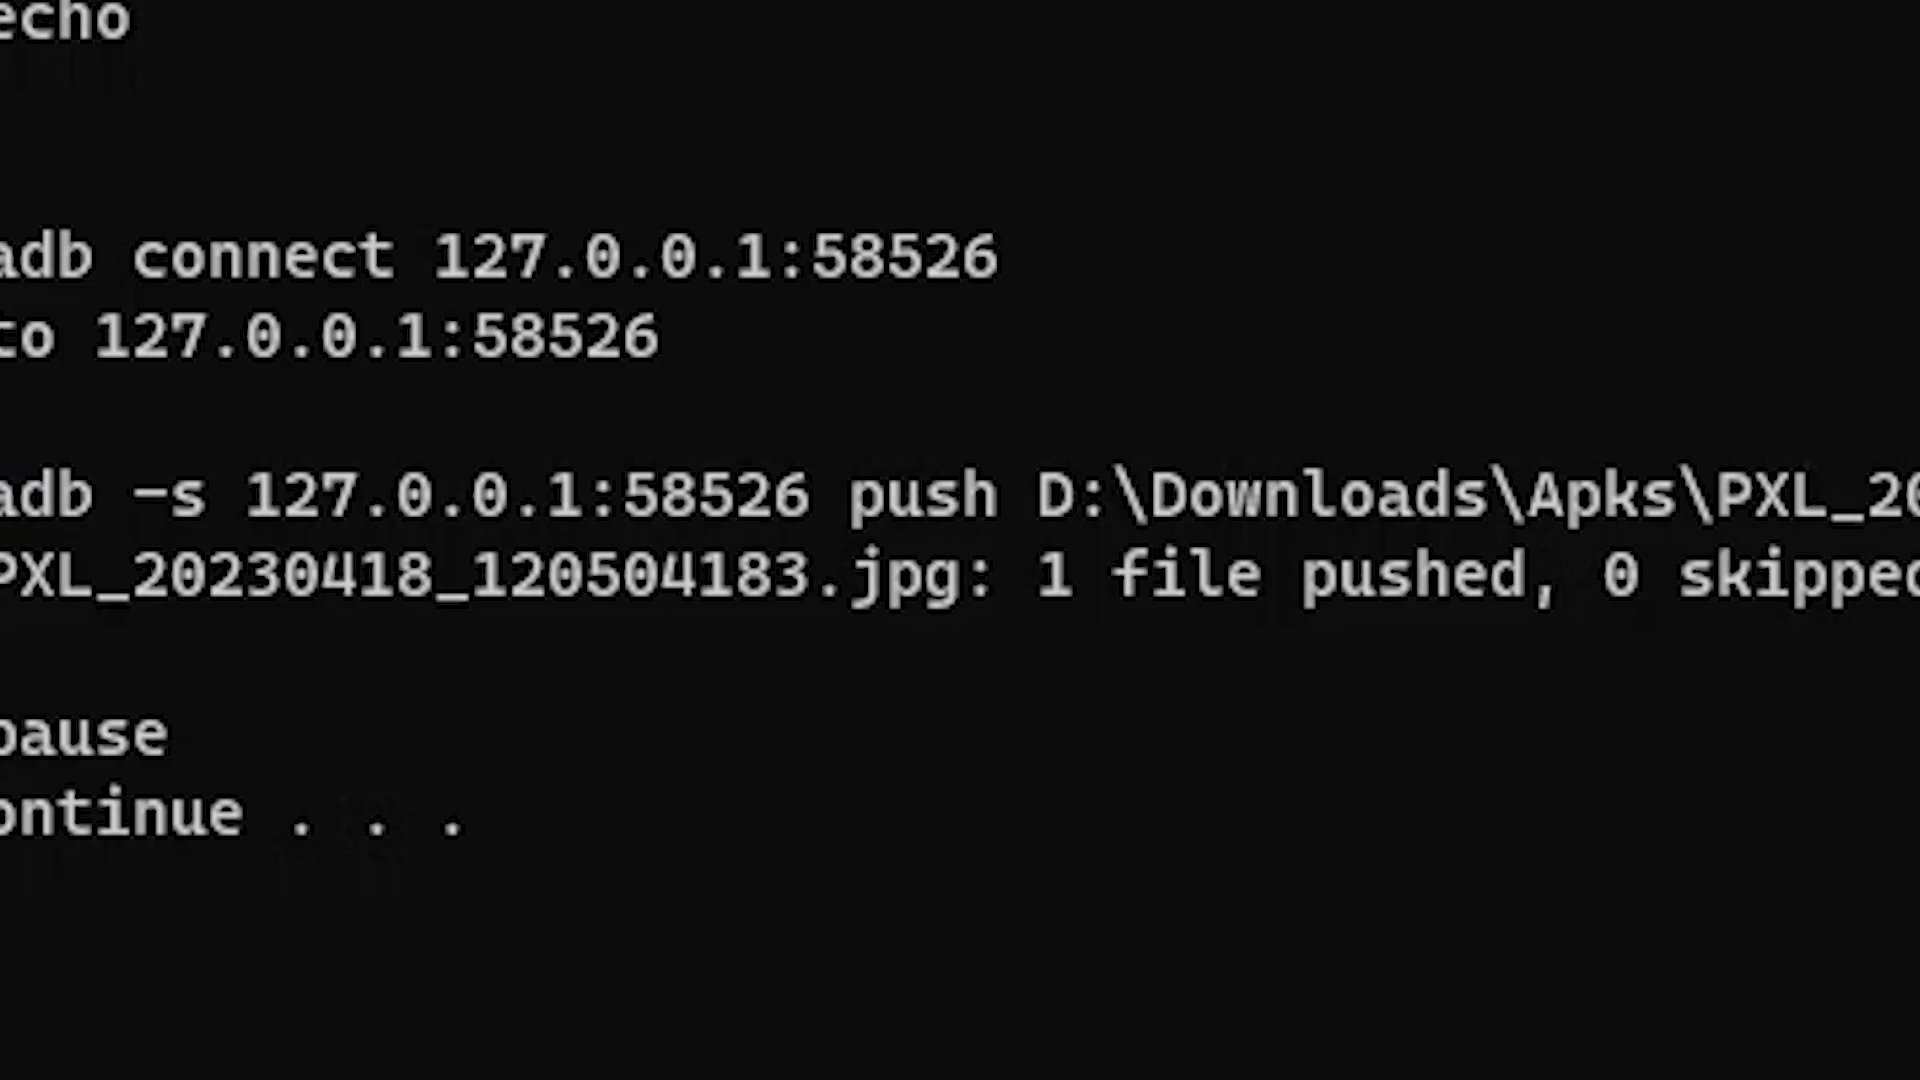 echo
adb connect 127.0.0.1:58526
to 127.0.0.1:58526
adb -s 127.0.0.1:58526 push D:\Downloads\Apks\PXL_20
PXL_20230418_120504183.jpg: 1 file pushed, 0 skipped
pause
ontinue . . .